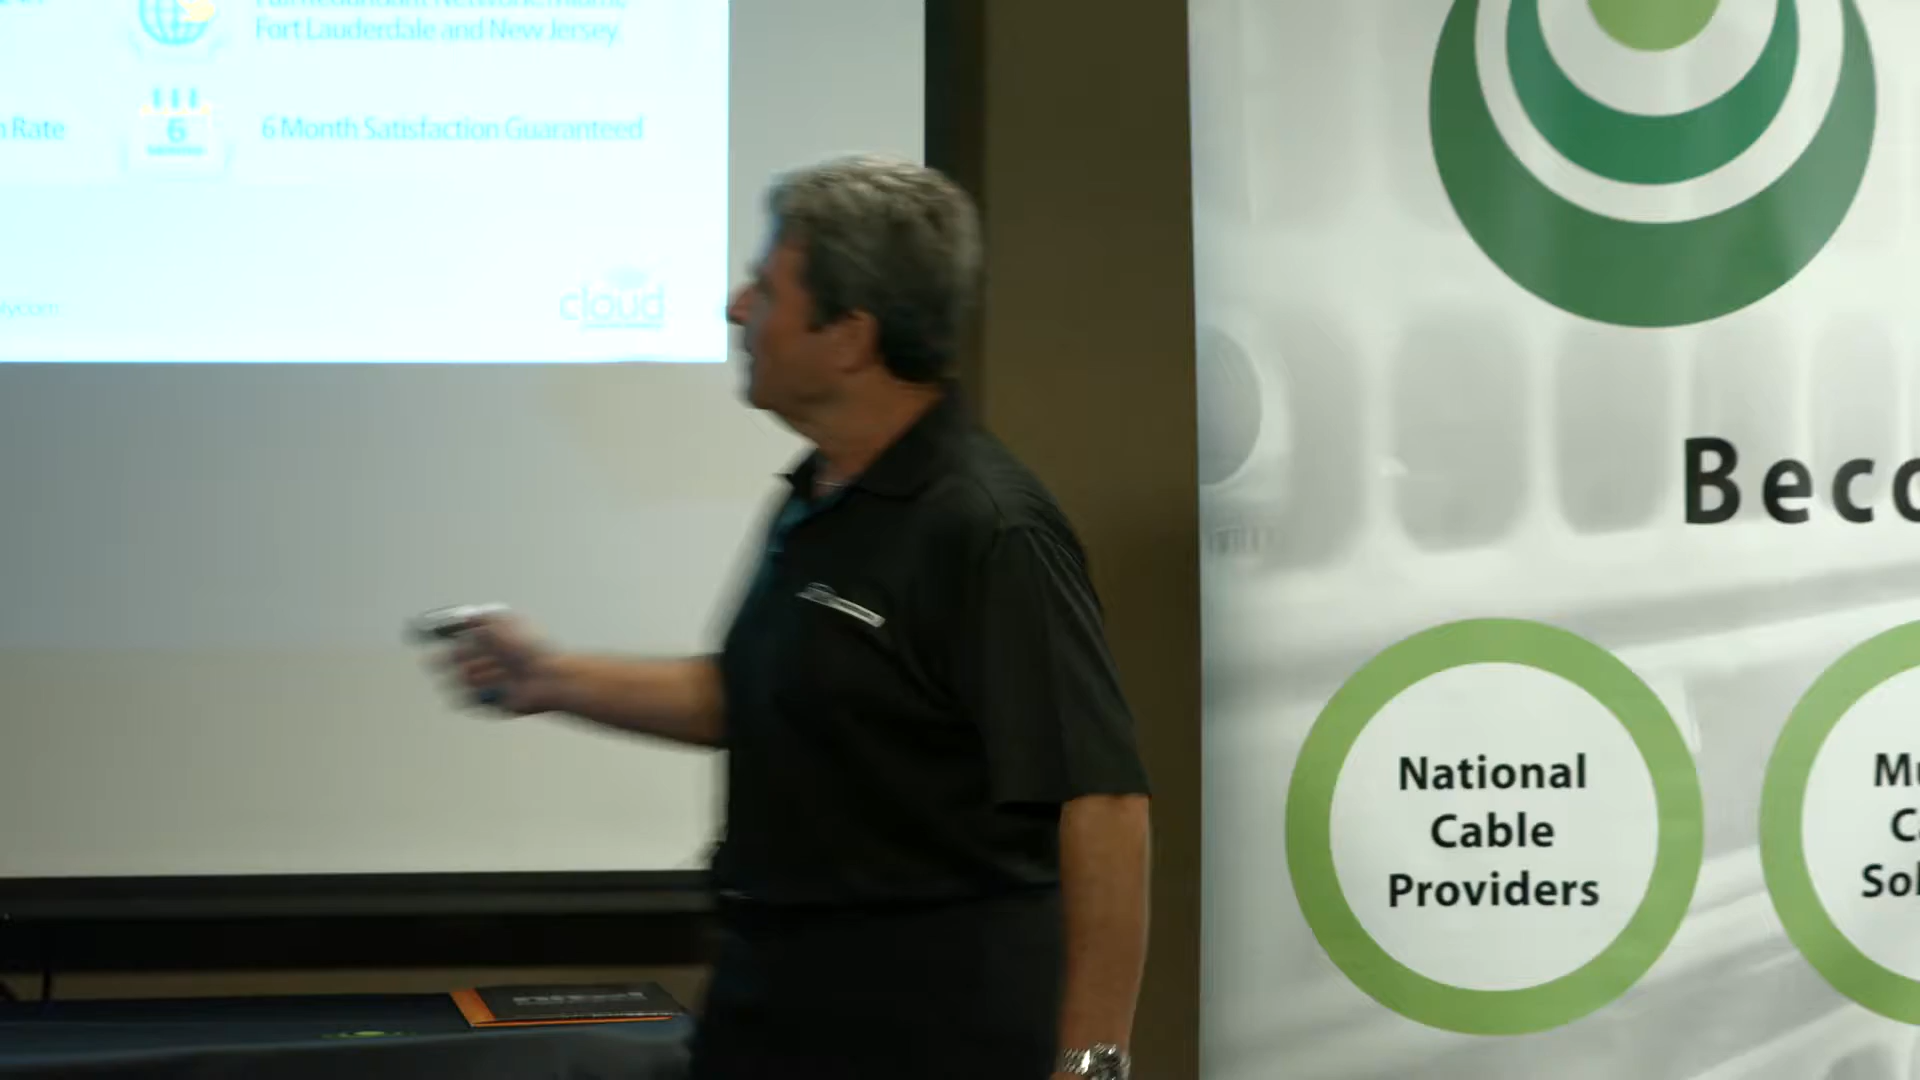 Fort Lauderdale and New Jersey
Rate
6
6 Month Satisfaction Guaranteed
cloud
Beco
National
Cable
Providers
Mu
C
Sol